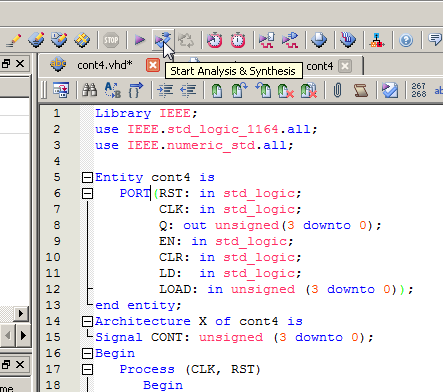 STOP
cont4.vhd*
cont4
Start Analysis & Synthesis
267
268
1 Library IEEE;
2 use IEEE.std_logic_1164.all;
3 use IEEE.numeric_std.all;
4
5 Entity cont4 is
6 PORT(RST: in std_logic;
7 CLK: in std_logic;
8 Q: out unsigned(3 downto 0);
9 EN: in std_logic;
10 CLR: in std_logic;
11 LD: in std_logic;
12 LOAD: in unsigned (3 downto 0));
13 end entity;
14 Architecture X of cont4 is
15 Signal CONT: unsigned (3 downto 0);
16 Begin
17 Process (CLK, RST)
18 Begin